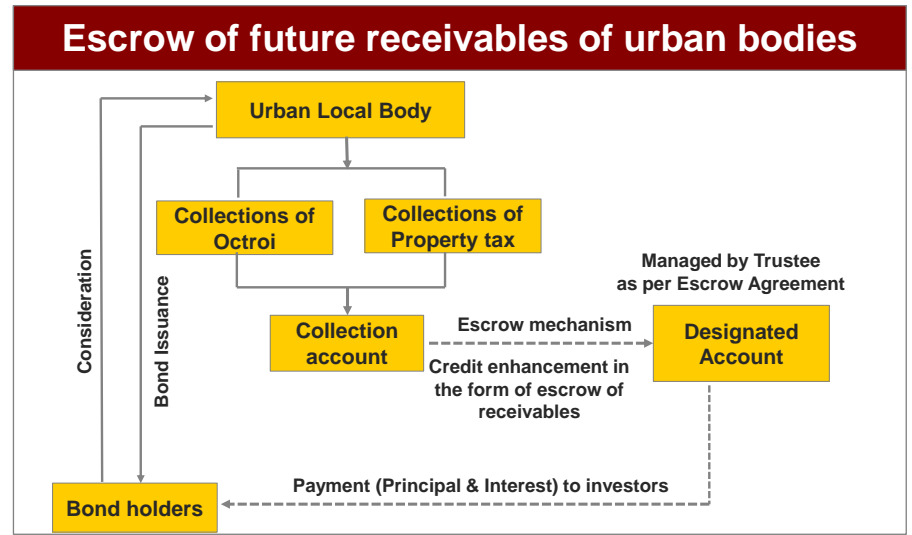 Escrow of future receivables of urban bodies
Urban Local Body
Collections of
Octroi
Collections of
Property tax
Managed by Trustee
as per Escrow Agreement
Consideration
Bond Issuance
Collection
account
Escrow mechanism
Designated
Account
Credit enhancement in
the form of escrow of
receivables
Payment (Principal & Interest) to investors
Bond holders